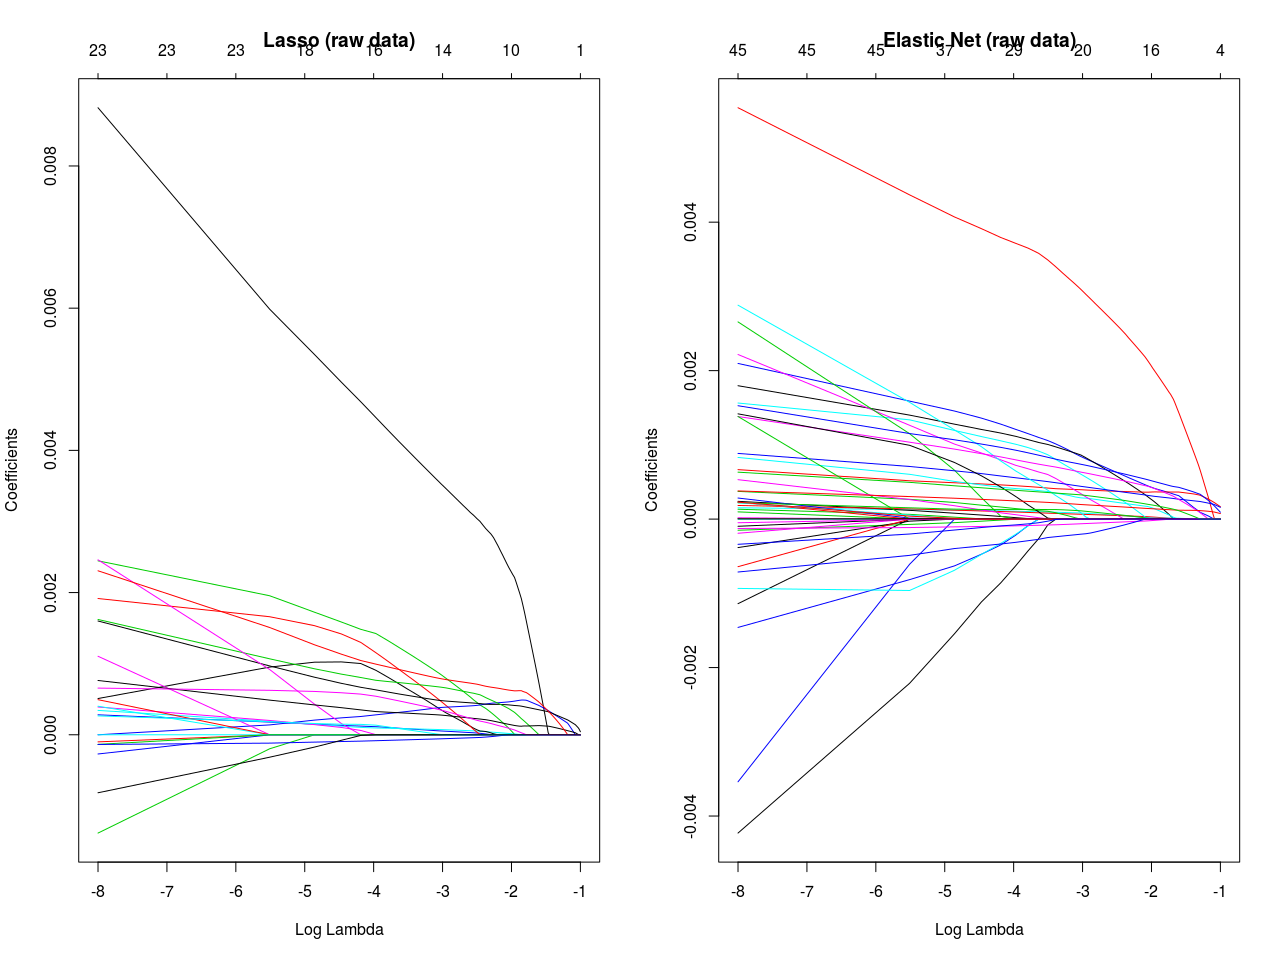 Lasso (raw data)
23 23 23 18 16 14 10 1
Coefficients
0.008
0.006
0.004
0.002
0.000
-8 -7 -6 -5 -4 -3 -2 -1
Log Lambda
Elastic Net (raw data)
45 45 45 37 29 20 16 4
Coefficients
0.004
0.002
0.000
-0.002
-0.004
-8 -7 -6 -5 -4 -3 -2 -1
Log Lambda